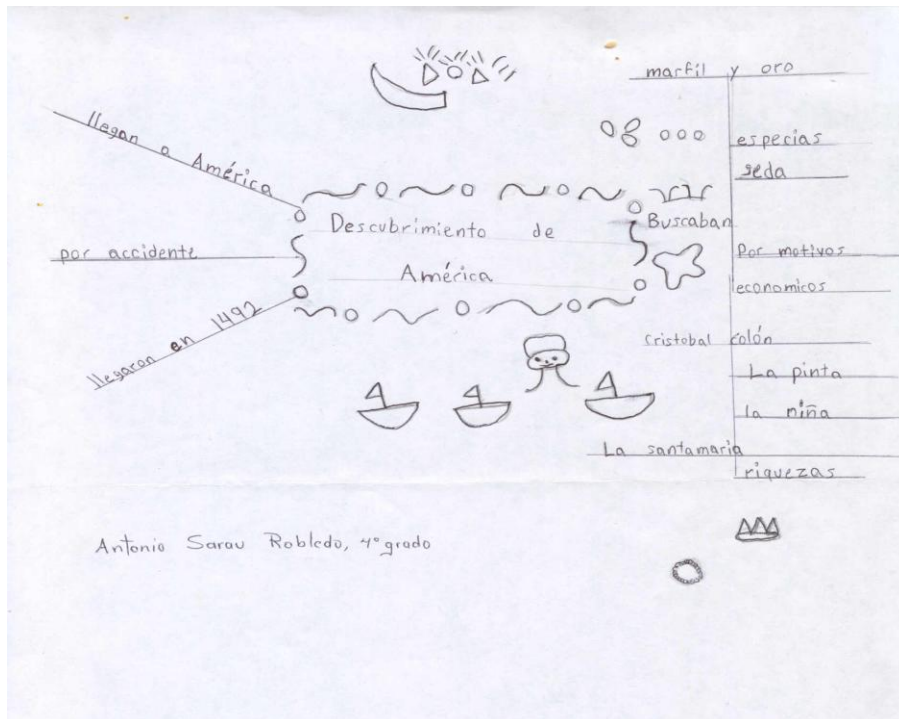 llegan a América
por accidente
llegaron en 1492
Descubrimiento de
América
Buscaban
marfil y oro
especias
seda
Por motivos
economicos
cristobal colón
La pinta
la niña
La santamaria
riquezas
Antonio Sarau Robledo, 4° grado